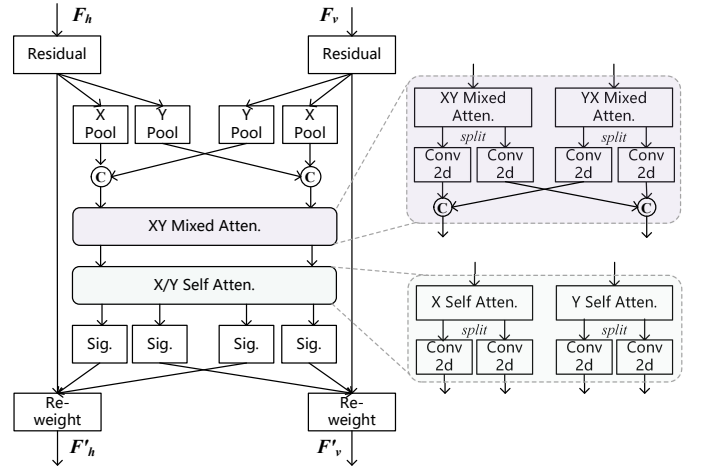 F_h
F_v
Residual
Residual
X
Pool
Y
Pool
Y
Pool
X
Pool
C
C
XY Mixed Atten.
X/Y Self Atten.
Sig.
Sig.
Sig.
Sig.
Re-
weight
Re-
weight
F'_h
F'_v
XY Mixed
Atten.
YX Mixed
Atten.
split
split
Conv
2d
Conv
2d
Conv
2d
Conv
2d
C
C
X Self Atten.
Y Self Atten.
split
split
Conv
2d
Conv
2d
Conv
2d
Conv
2d